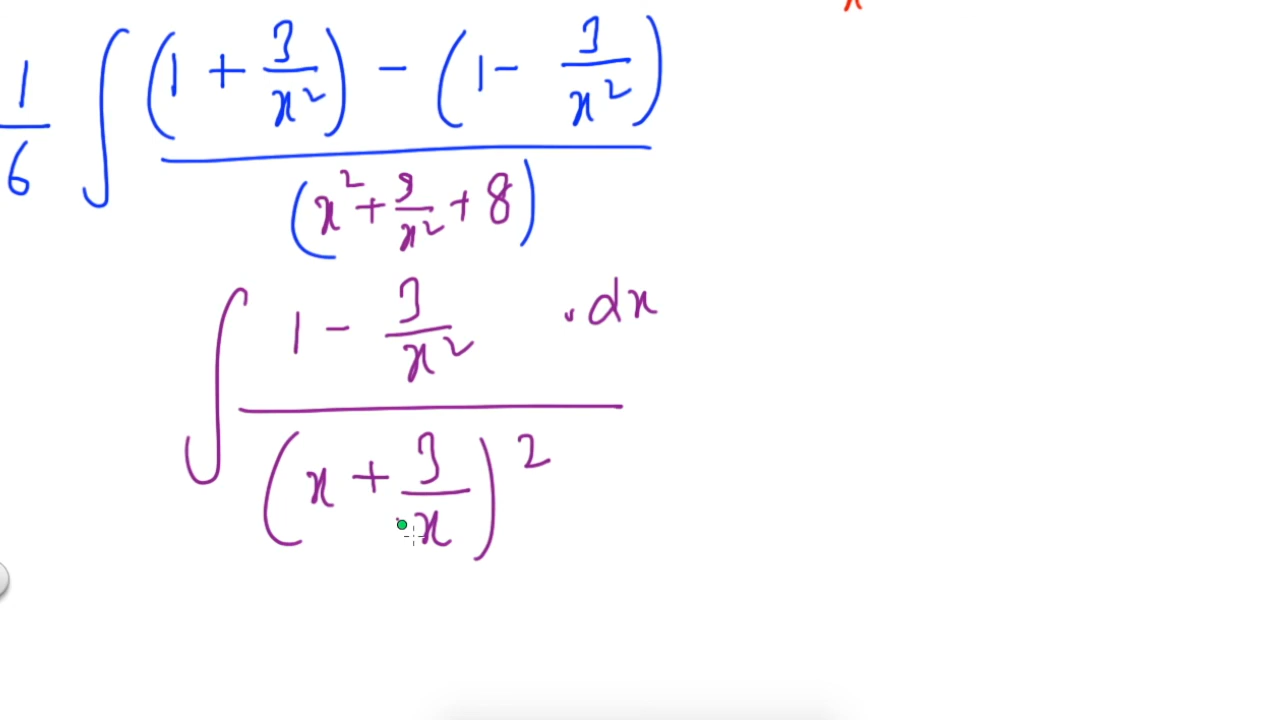 1/6 ∫ ((1 + 3/x²) - (1 - 3/x²)) / (x² + 9/x² + 8)
∫ (1 - 3/x²) / (x + 3/x)² . dx